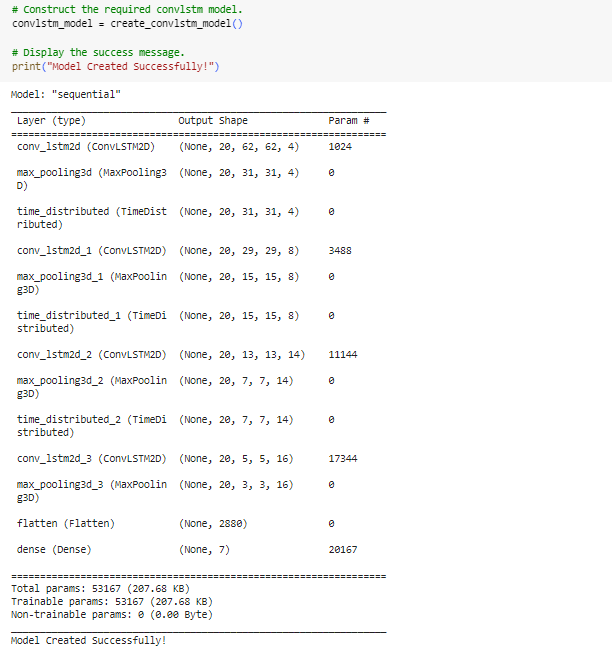 # Construct the required convlstm model.
convlstm_model = create_convlstm_model()
# Display the success message.
print("Model Created Successfully!")
Model: "sequential"
Layer (type) Output Shape Param #
conv_lstm2d (ConvLSTM2D) (None, 20, 62, 62, 4) 1024
max_pooling3d (MaxPooling3 (None, 20, 31, 31, 4) 0
D)
time_distributed (TimeDist (None, 20, 31, 31, 4) 0
ributed)
conv_lstm2d_1 (ConvLSTM2D) (None, 20, 29, 29, 8) 3488
max_pooling3d_1 (MaxPoolin (None, 20, 15, 15, 8) 0
g3D)
time_distributed_1 (TimeDi (None, 20, 15, 15, 8) 0
stributed)
conv_lstm2d_2 (ConvLSTM2D) (None, 20, 13, 13, 14) 11144
max_pooling3d_2 (MaxPoolin (None, 20, 7, 7, 14) 0
g3D)
time_distributed_2 (TimeDi (None, 20, 7, 7, 14) 0
stributed)
conv_lstm2d_3 (ConvLSTM2D) (None, 20, 5, 5, 16) 17344
max_pooling3d_3 (MaxPoolin (None, 20, 3, 3, 16) 0
g3D)
flatten (Flatten) (None, 2880) 0
dense (Dense) (None, 7) 20167
Total params: 53167 (207.68 KB)
Trainable params: 53167 (207.68 KB)
Non-trainable params: 0 (0.00 Byte)
Model Created Successfully!